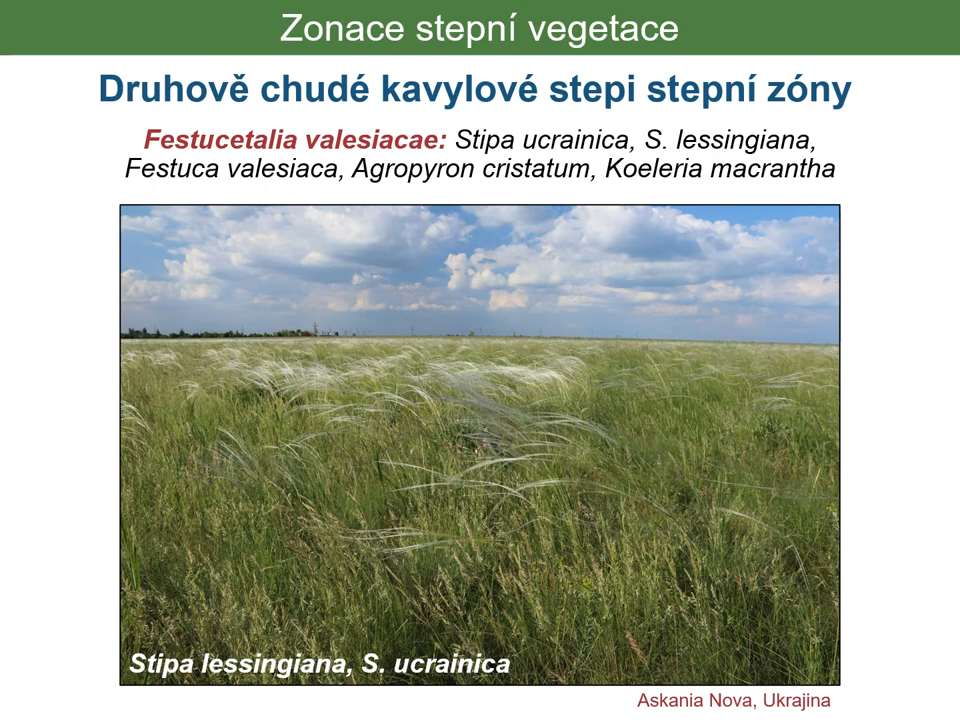 Zonace stepní vegetace
Druhově chudé kavylové stepi stepní zóny
Festucetalia valesiacae: Stipa ucrainica, S. lessingiana,
Festuca valesiaca, Agropyron cristatum, Koeleria macrantha
Stipa lessingiana, S. ucrainica
Askania Nova, Ukrajina